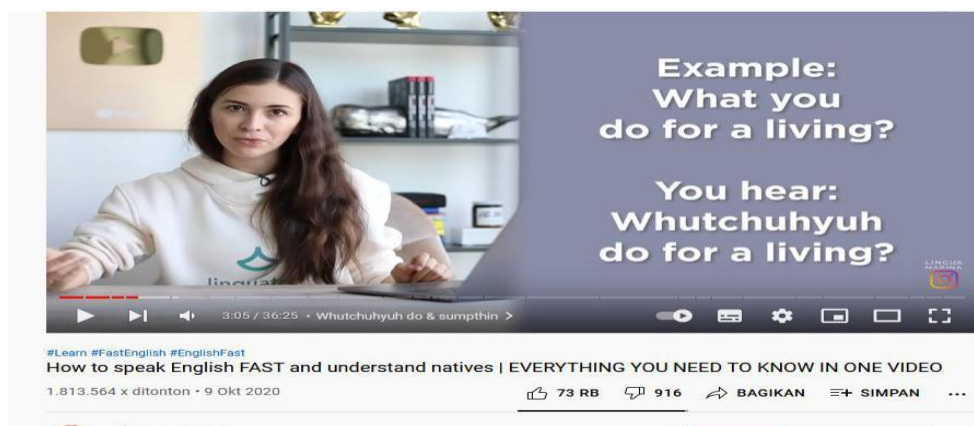 Example:
What you
do for a living?
You hear:
Whutchuhyuh
do for a living?
LINGUA
MARINA
3:05 / 36:25 • Whutchuhyuh do & sumpthin >
#Learn #FastEnglish #EnglishFast
How to speak English FAST and understand natives | EVERYTHING YOU NEED TO KNOW IN ONE VIDEO
1.813.564 x ditonton • 9 Okt 2020 73 RB 916 BAGIKAN SIMPAN ...